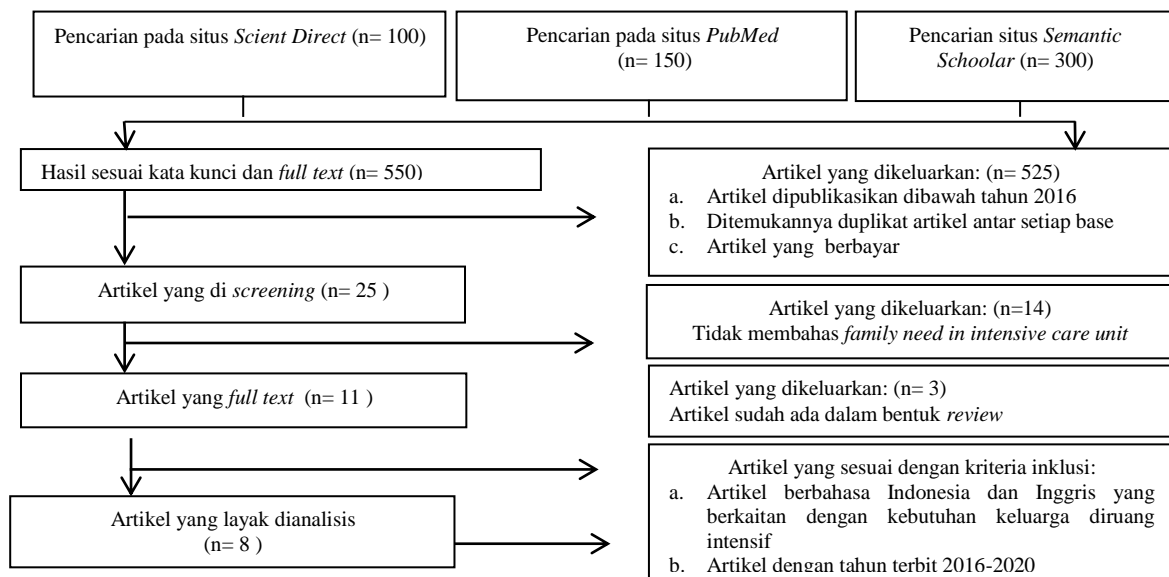 Pencarian pada situs Scient Direct (n= 100)
Pencarian pada situs PubMed
(n= 150)
Pencarian situs Semantic
Schoolar (n= 300)
Hasil sesuai kata kunci dan full text (n= 550)
Artikel yang dikeluarkan: (n= 525)
a. Artikel dipublikasikan dibawah tahun 2016
b. Ditemukannya duplikat artikel antar setiap base
c. Artikel yang berbayar
Artikel yang di screening (n= 25 )
Artikel yang dikeluarkan: (n=14)
Tidak membahas family need in intensive care unit
Artikel yang full text (n= 11 )
Artikel yang dikeluarkan: (n= 3)
Artikel sudah ada dalam bentuk review
Artikel yang layak dianalisis
(n= 8 )
Artikel yang sesuai dengan kriteria inklusi:
a. Artikel berbahasa Indonesia dan Inggris yang
berkaitan dengan kebutuhan keluarga diruang
intensif
b. Artikel dengan tahun terbit 2016-2020